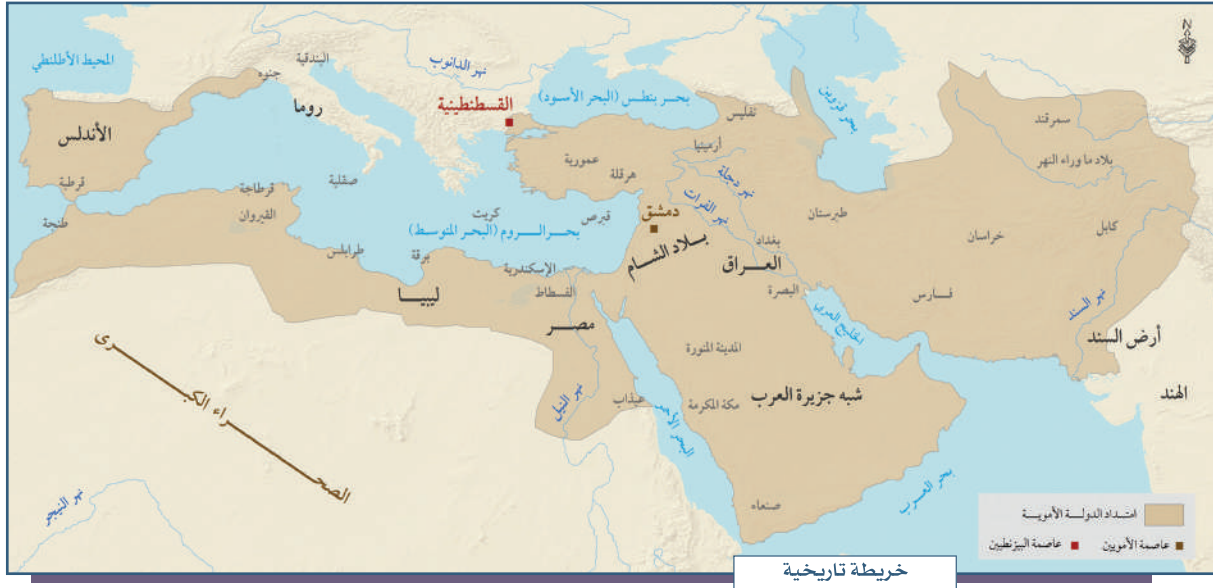 المحيط الأطلنطي
البندقية
جنوه
نهر الدانوب
روما
القسطنطينية
بحر بنطس (البحر الأسود)
تفليس
بحر قزوين
سمرقند
بلاد ما وراء النهر
الأندلس
قرطبة
أرمينيا
عمورية
هرقلة
صقلية
قرطاجة
القيروان
طنجة
نهر دجلة
نهر الفرات
دمشق
طبرستان
خراسان
كابل
كريت
قبرص
بحر الروم (البحر المتوسط)
بلاد الشام
بغداد
العراق
طرابلس
برقة
الإسكندرية
البصرة
فارس
نهر السند
ليبيا
الفسطاط
مصر
الخليج العربي
أرض السند
المدينة المنورة
الهند
الصحراء الكبرى
نهر النيل
عيذاب
مكة المكرمة
شبه جزيرة العرب
البحر الأحمر
بحر العرب
نهر النيجر
صنعاء
N
امتداد الدولة الأموية
عاصمة الأمويين
عاصمة البيزنطيين
خريطة تاريخية